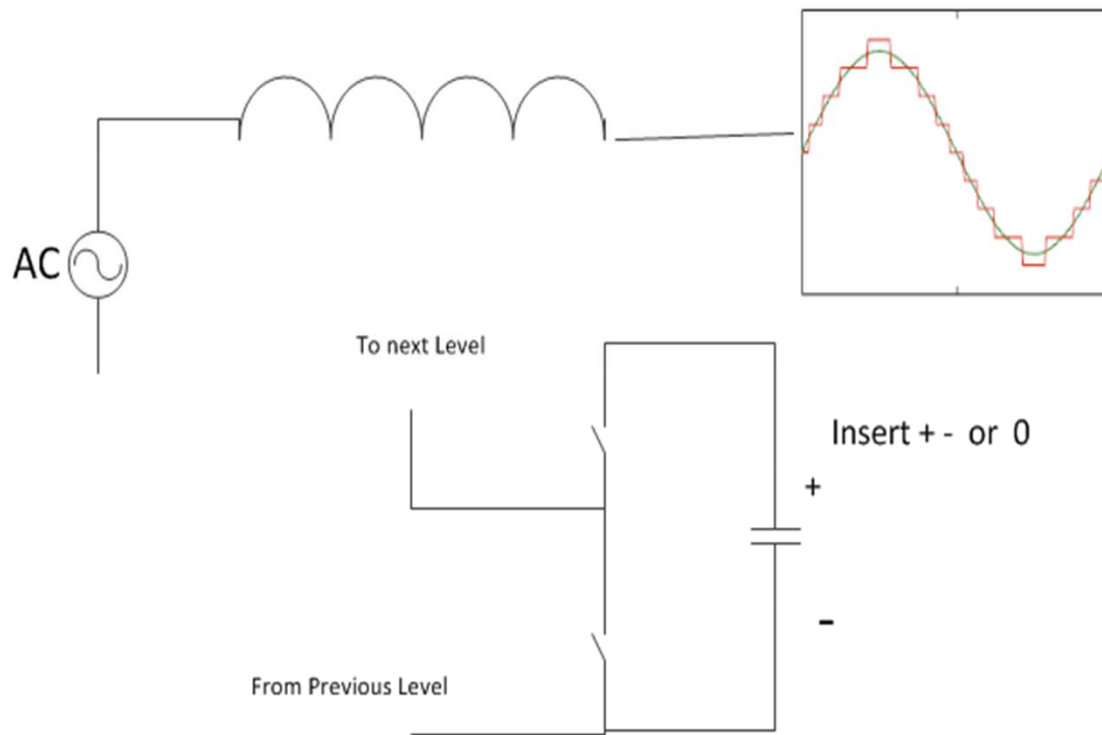 AC
To next Level
Insert + - or 0
+
-
From Previous Level